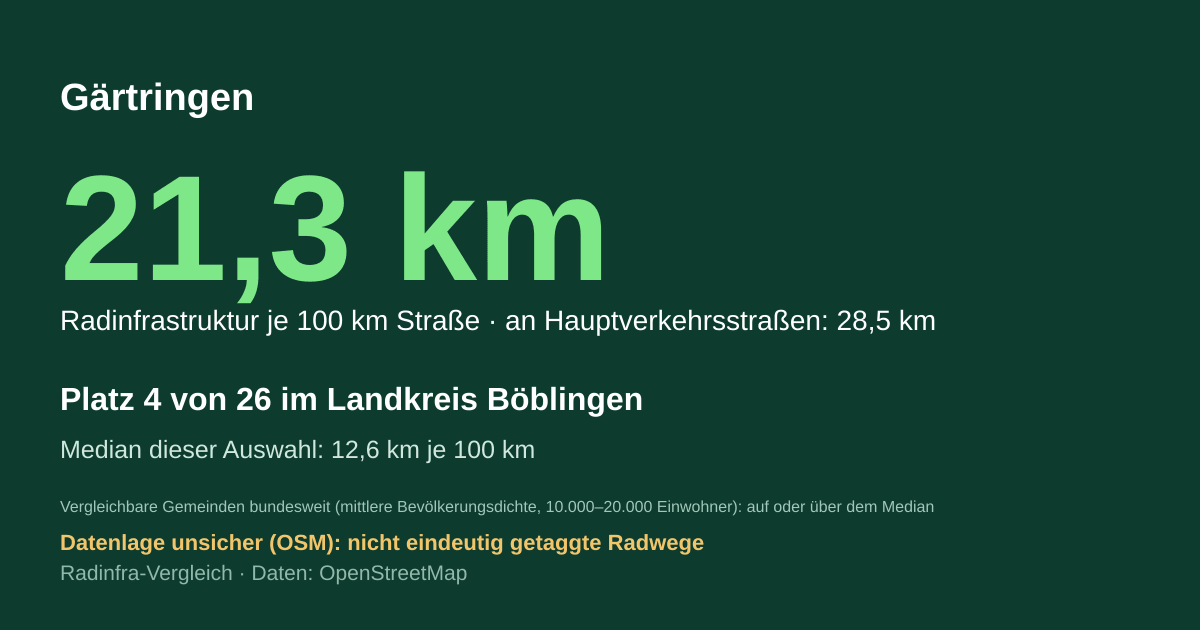 Gärtringen
21,3 km
Radinfrastruktur je 100 km Straße · an Hauptverkehrsstraßen: 28,5 km
Platz 4 von 26 im Landkreis Böblingen
Median dieser Auswahl: 12,6 km je 100 km
Vergleichbare Gemeinden bundesweit (mittlere Bevölkerungsdichte, 10.000–20.000 Einwohner): auf oder über dem Median
Datenlage unsicher (OSM): nicht eindeutig getaggte Radwege
Radinfra-Vergleich · Daten: OpenStreetMap